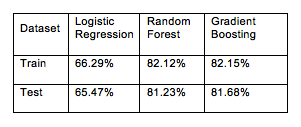 Dataset Logistic Regression Random Forest Gradient Boosting
Train 66.29% 82.12% 82.15%
Test 65.47% 81.23% 81.68%